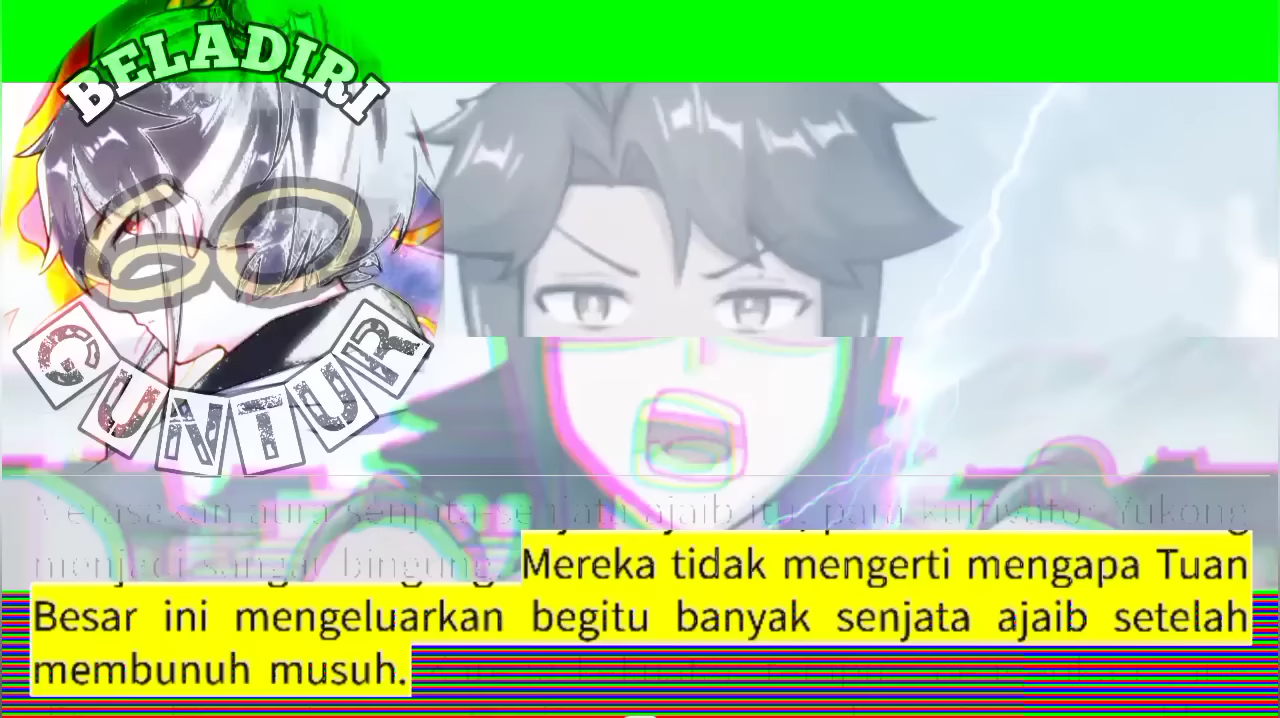 BELADIRI
60
GUNTUR
Merasakan aura senjata-senjata ajaib itu, para kultivator Yukong
menjadi sangat bingung. Mereka tidak mengerti mengapa Tuan
Besar ini mengeluarkan begitu banyak senjata ajaib setelah
membunuh musuh.